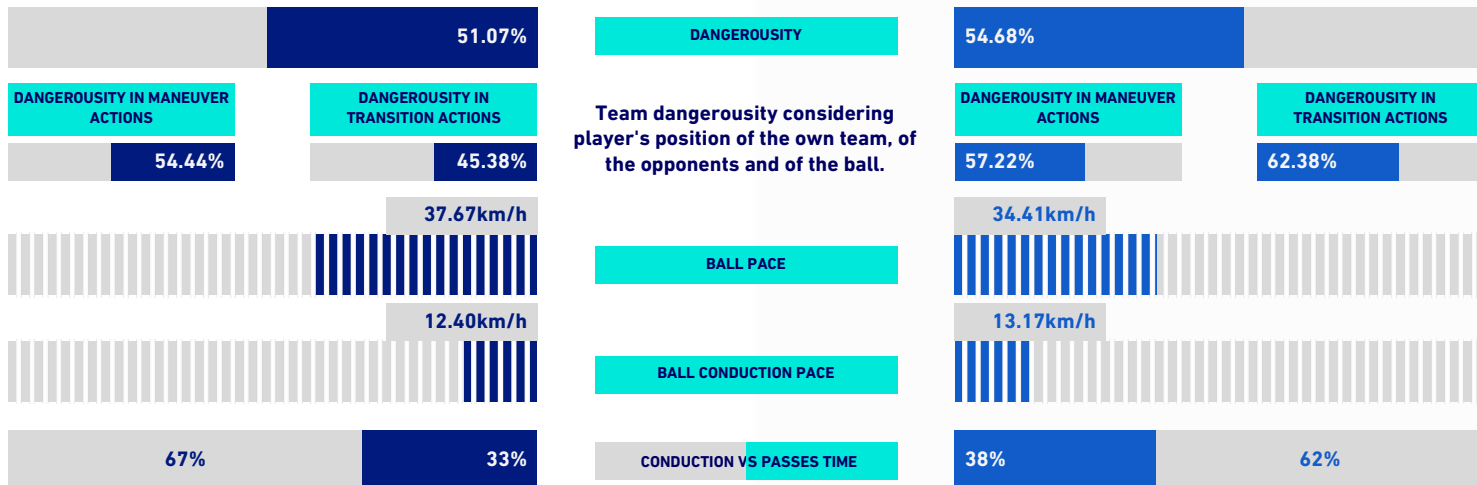 51.07%
DANGEROUSITY
54.68%
DANGEROUSITY IN MANEUVER
ACTIONS
DANGEROUSITY IN
TRANSITION ACTIONS
54.44%
45.38%
Team dangerousity considering
player's position of the own team, of
the opponents and of the ball.
DANGEROUSITY IN MANEUVER
ACTIONS
DANGEROUSITY IN
TRANSITION ACTIONS
57.22%
62.38%
37.67km/h
BALL PACE
34.41km/h
12.40km/h
BALL CONDUCTION PACE
13.17km/h
67%
33%
CONDUCTION VS PASSES TIME
38%
62%